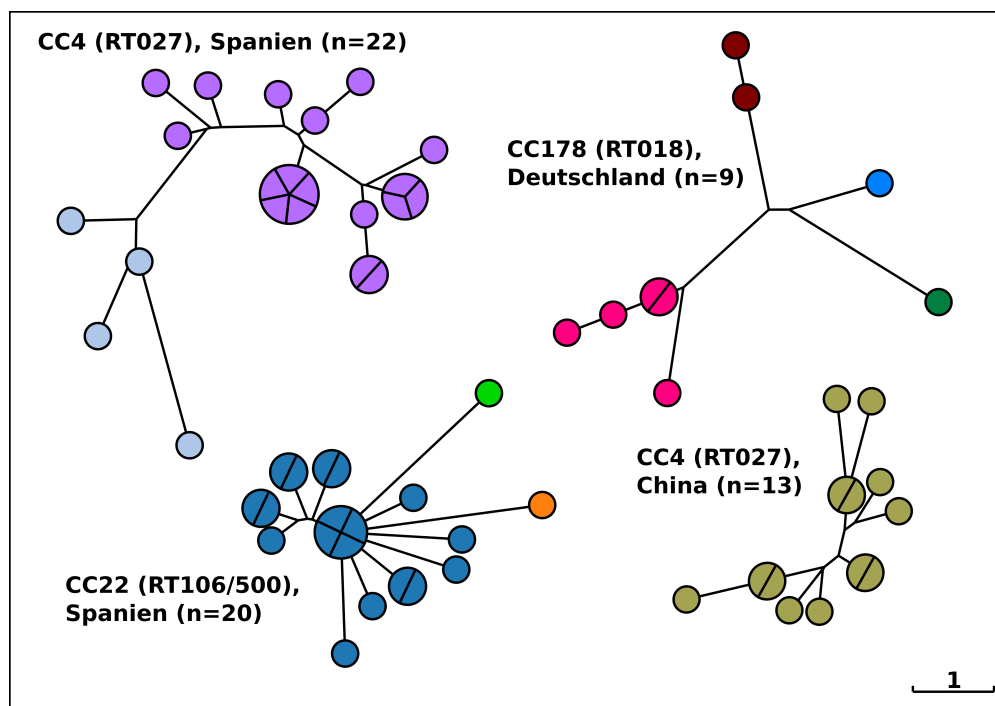 CC4 (RT027), Spanien (n=22)
CC178 (RT018),
Deutschland (n=9)
CC4 (RT027),
China (n=13)
CC22 (RT106/500),
Spanien (n=20)
1